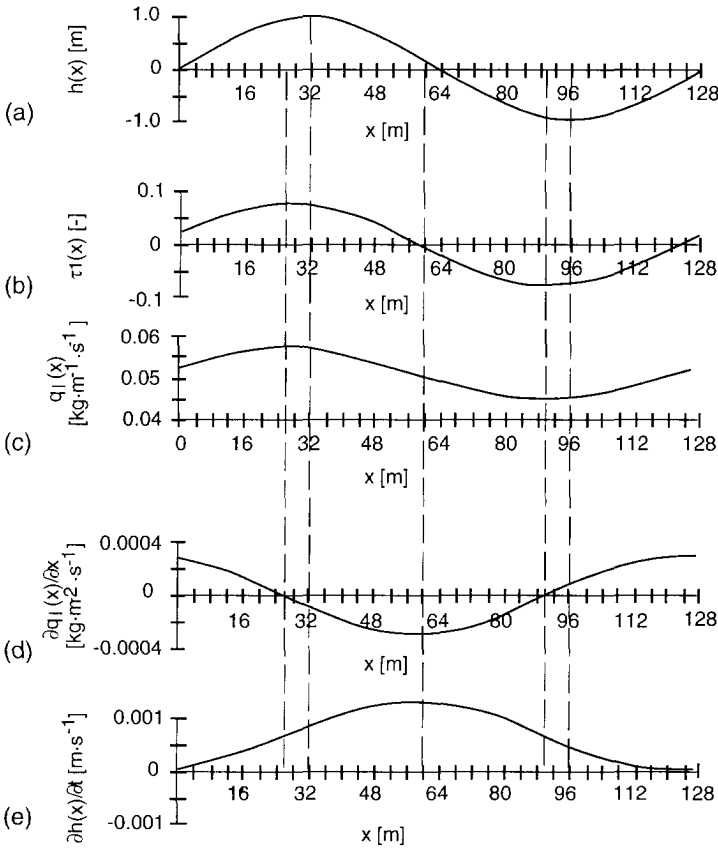 (a)
h(x) [m]
1.0
0
-1.0
16 32 48 64 80 96 112 128
x [m]
(b)
τ1(x) [-]
0.1
0
-0.1
16 32 48 64 80 96 112 128
x [m]
(c)
q|(x)
[kg·m⁻¹·s⁻¹]
0.06
0.05
0.04
0 16 32 48 64 80 96 112 128
x [m]
(d)
∂q|(x)/∂x
[kg·m²·s⁻¹]
0.0004
0
-0.0004
16 32 48 64 80 96 112 128
x [m]
(e)
∂h(x)/∂t [m·s⁻¹]
0.001
0
-0.001
16 32 48 64 80 96 112 128
x [m]